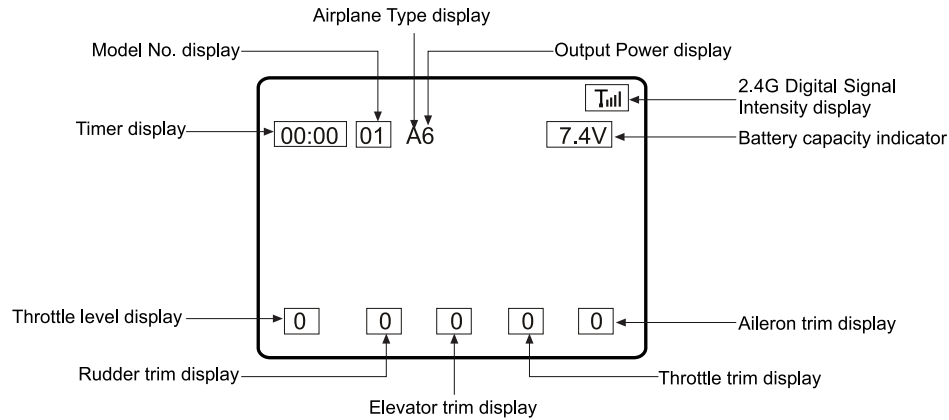 Airplane Type display
Model No. display
Output Power display
2.4G Digital Signal
Intensity display
Timer display
00:00 01 A6
7.4V
Battery capacity indicator
Throttle level display
0 0 0 0 0
Aileron trim display
Rudder trim display
Throttle trim display
Elevator trim display